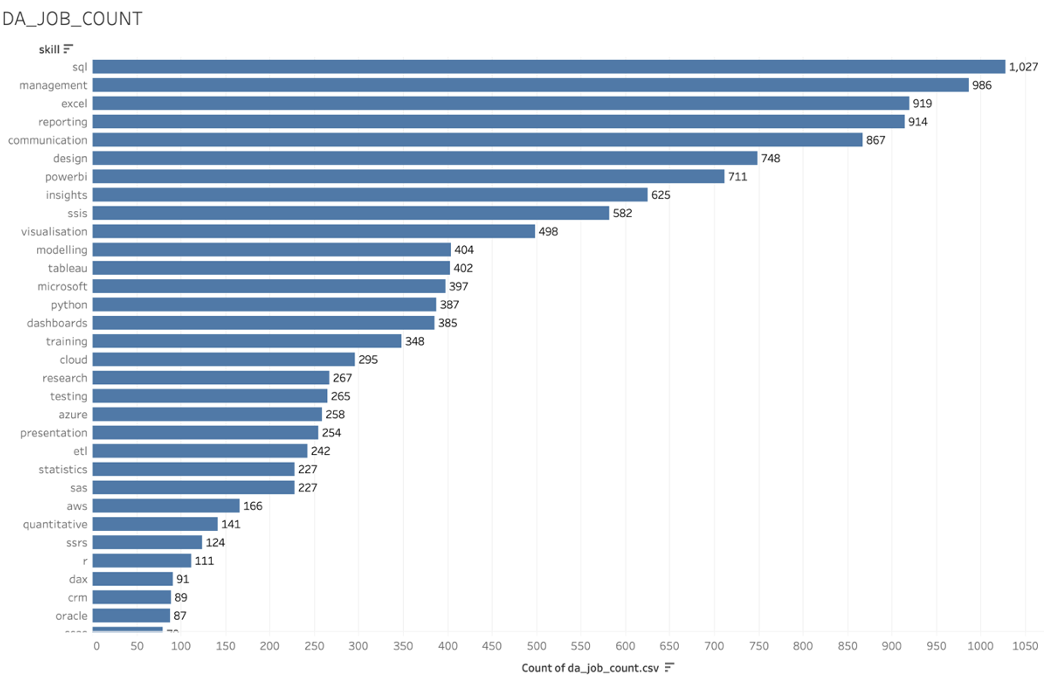 DA_JOB_COUNT
skill
sql 1,027
management 986
excel 919
reporting 914
communication 867
design 748
powerbi 711
insights 625
ssis 582
visualisation 498
modelling 404
tableau 402
microsoft 397
python 387
dashboards 385
training 348
cloud 295
research 267
testing 265
azure 258
presentation 254
etl 242
statistics 227
sas 227
aws 166
quantitative 141
ssrs 124
r 111
dax 91
crm 89
oracle 87
0 50 100 150 200 250 300 350 400 450 500 550 600 650 700 750 800 850 900 950 1000 1050
Count of da_job_count.csv